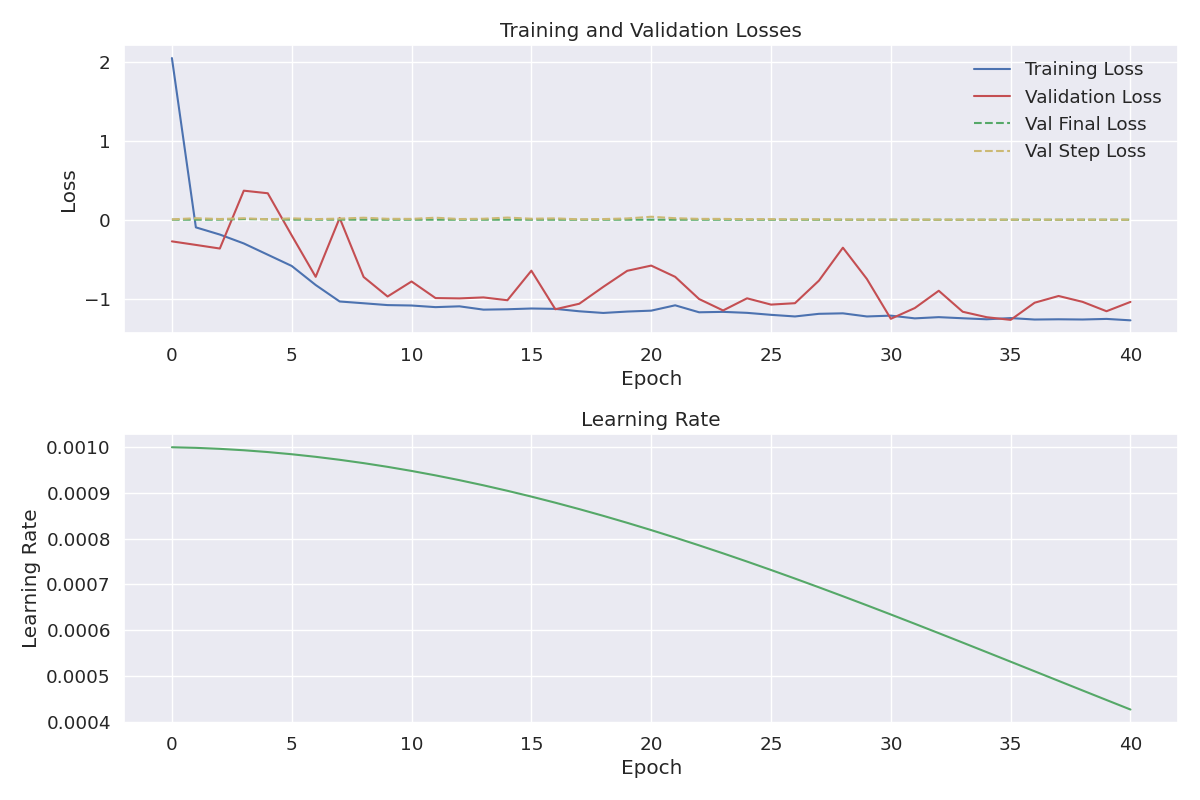 Training and Validation Losses
Training Loss
Validation Loss
Val Final Loss
Val Step Loss
Loss
2
1
0
−1
0 5 10 15 20 25 30 35 40
Epoch
Learning Rate
Learning Rate
0.0010
0.0009
0.0008
0.0007
0.0006
0.0005
0.0004
0 5 10 15 20 25 30 35 40
Epoch